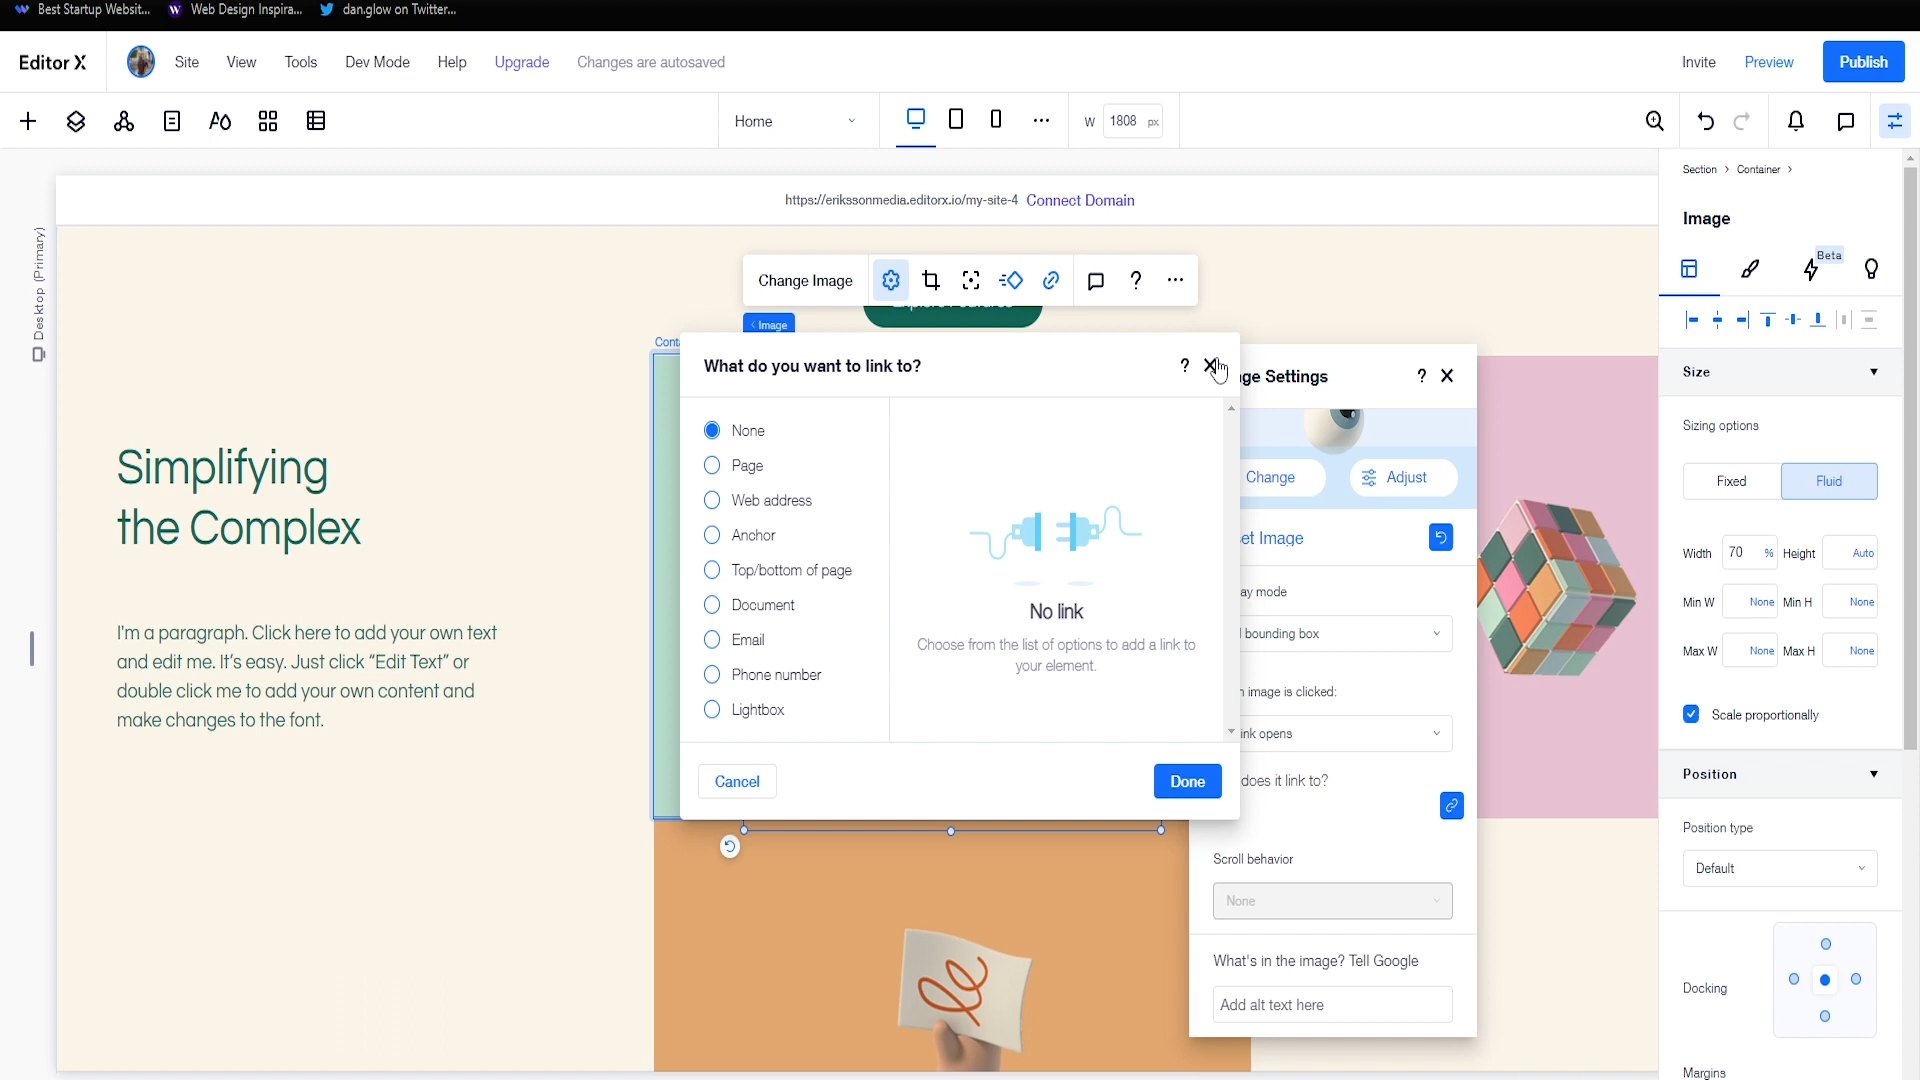 Best Startup Websit...
Web Design Inspira...
dan.glow on Twitter...
Editor X
Site
View
Tools
Dev Mode
Help
Upgrade
Changes are autosaved
Invite
Preview
Publish
Home
W
1808
px
Section > Container >
https://erikssonmedia.editorx.io/my-site-4
Connect Domain
Desktop (Primary)
Image
Beta
Change Image
< Image
What do you want to link to?
?
ge Settings
?
Size
Sizing options
Fixed
Fluid
None
Page
Web address
Anchor
Top/bottom of page
Document
Email
Phone number
Lightbox
No link
Choose from the list of options to add a link to
your element.
Cancel
Done
Change
Adjust
et Image
ay mode
bounding box
image is clicked:
ink opens
does it link to?
Scroll behavior
None
What's in the image? Tell Google
Add alt text here
Simplifying
the Complex
I'm a paragraph. Click here to add your own text
and edit me. It's easy. Just click “Edit Text” or
double click me to add your own content and
make changes to the font.
Width
70
%
Height
Auto
Min W
None
Min H
None
Max W
None
Max H
None
Scale proportionally
Position
Position type
Default
Docking
Margins